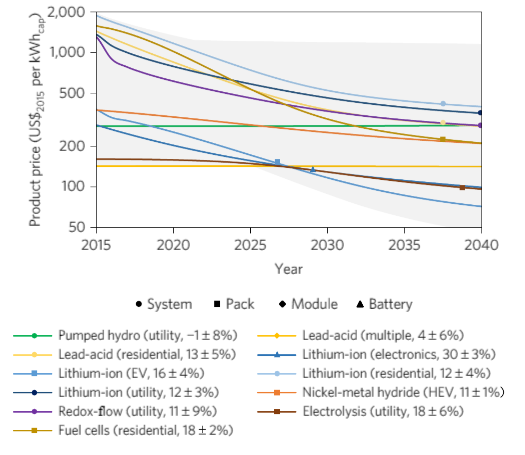 2,000
1,000
500
200
100
50
Product price (US$2015 per kWhcap)
2015 2020 2025 2030 2035 2040
Year
System Pack Module Battery
Pumped hydro (utility, −1 ± 8%) Lead-acid (multiple, 4 ± 6%)
Lead-acid (residential, 13 ± 5%) Lithium-ion (electronics, 30 ± 3%)
Lithium-ion (EV, 16 ± 4%) Lithium-ion (residential, 12 ± 4%)
Lithium-ion (utility, 12 ± 3%) Nickel-metal hydride (HEV, 11 ± 1%)
Redox-flow (utility, 11 ± 9%) Electrolysis (utility, 18 ± 6%)
Fuel cells (residential, 18 ± 2%)